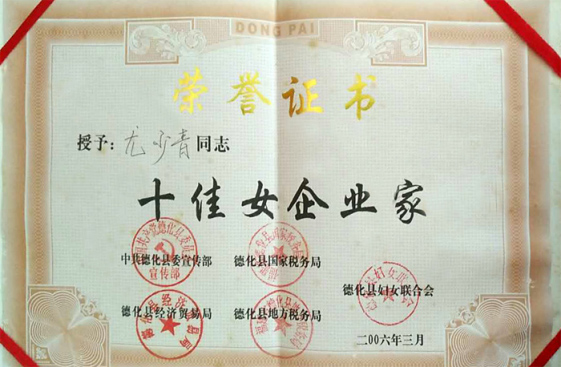 DONG PAI
荣誉证书
授予：尤少青同志
十佳女企业家
中共德化县委宣传部 德化县国家税务局
德化县妇女联合会
德化县经济贸易局 德化县地方税务局
二00六年三月